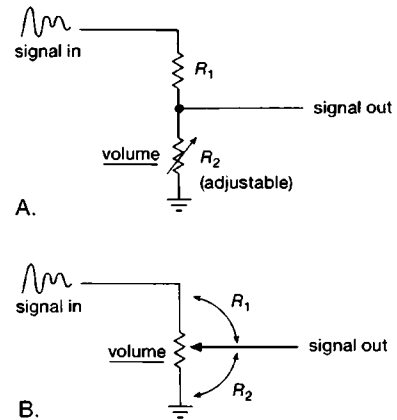 signal in
R1
signal out
volume
R2
(adjustable)
A.
signal in
R1
volume
signal out
R2
B.